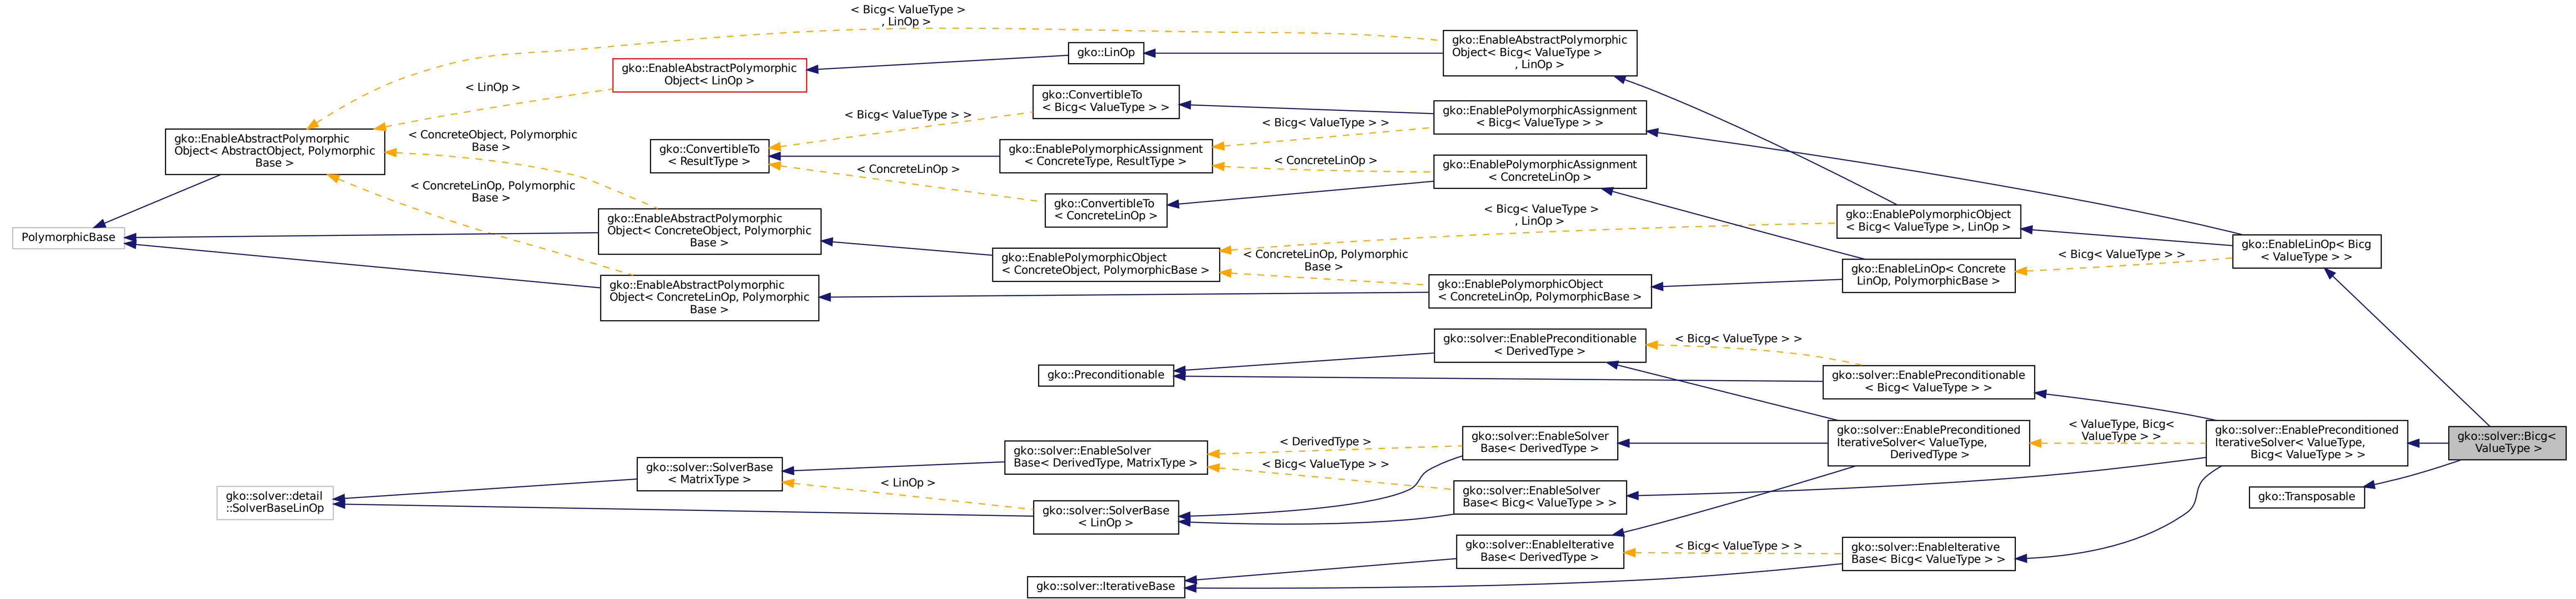 < Bicg< ValueType >
, LinOp >
gko::EnableAbstractPolymorphic
Object< Bicg< ValueType >
, LinOp >
gko::LinOp
gko::EnableAbstractPolymorphic
Object< LinOp >
< LinOp >
gko::ConvertibleTo
< Bicg< ValueType > >
gko::EnablePolymorphicAssignment
< Bicg< ValueType > >
< Bicg< ValueType > >
< Bicg< ValueType > >
gko::EnableAbstractPolymorphic
Object< AbstractObject, Polymorphic
Base >
< ConcreteObject, Polymorphic
Base >
gko::ConvertibleTo
< ResultType >
gko::EnablePolymorphicAssignment
< ConcreteType, ResultType >
< ConcreteLinOp >
gko::EnablePolymorphicAssignment
< ConcreteLinOp >
< ConcreteLinOp >
< ConcreteLinOp, Polymorphic
Base >
gko::ConvertibleTo
< ConcreteLinOp >
< Bicg< ValueType >
, LinOp >
gko::EnablePolymorphicObject
< Bicg< ValueType >, LinOp >
PolymorphicBase
gko::EnableAbstractPolymorphic
Object< ConcreteObject, Polymorphic
Base >
gko::EnablePolymorphicObject
< ConcreteObject, PolymorphicBase >
< ConcreteLinOp, Polymorphic
Base >
gko::EnableLinOp< Concrete
LinOp, PolymorphicBase >
< Bicg< ValueType > >
gko::EnableLinOp< Bicg
< ValueType > >
gko::EnableAbstractPolymorphic
Object< ConcreteLinOp, Polymorphic
Base >
gko::EnablePolymorphicObject
< ConcreteLinOp, PolymorphicBase >
gko::solver::EnablePreconditionable
< DerivedType >
< Bicg< ValueType > >
gko::Preconditionable
gko::solver::EnablePreconditionable
< Bicg< ValueType > >
gko::solver::EnableSolver
Base< DerivedType, MatrixType >
< DerivedType >
< Bicg< ValueType > >
gko::solver::EnableSolver
Base< DerivedType >
gko::solver::EnablePreconditioned
IterativeSolver< ValueType,
DerivedType >
< ValueType, Bicg<
ValueType > >
gko::solver::EnablePreconditioned
IterativeSolver< ValueType,
Bicg< ValueType > >
gko::solver::Bicg<
ValueType >
gko::solver::SolverBase
< MatrixType >
< LinOp >
gko::solver::EnableSolver
Base< Bicg< ValueType > >
gko::Transposable
gko::solver::detail
::SolverBaseLinOp
gko::solver::SolverBase
< LinOp >
gko::solver::EnableIterative
Base< DerivedType >
< Bicg< ValueType > >
gko::solver::EnableIterative
Base< Bicg< ValueType > >
gko::solver::IterativeBase